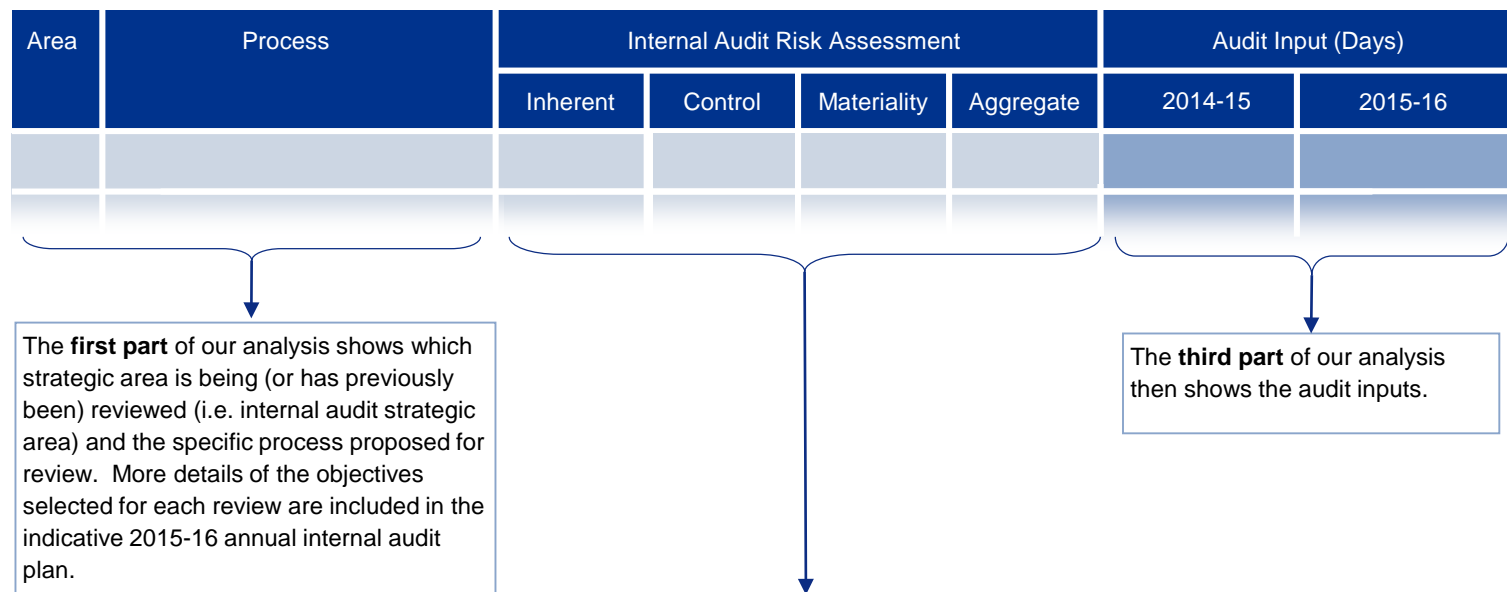 Area Process Internal Audit Risk Assessment Audit Input (Days)
Inherent Control Materiality Aggregate 2014-15 2015-16
The first part of our analysis shows which
strategic area is being (or has previously
been) reviewed (i.e. internal audit strategic
area) and the specific process proposed for
review.  More details of the objectives
selected for each review are included in the
indicative 2015-16 annual internal audit
plan.
The third part of our analysis
then shows the audit inputs.